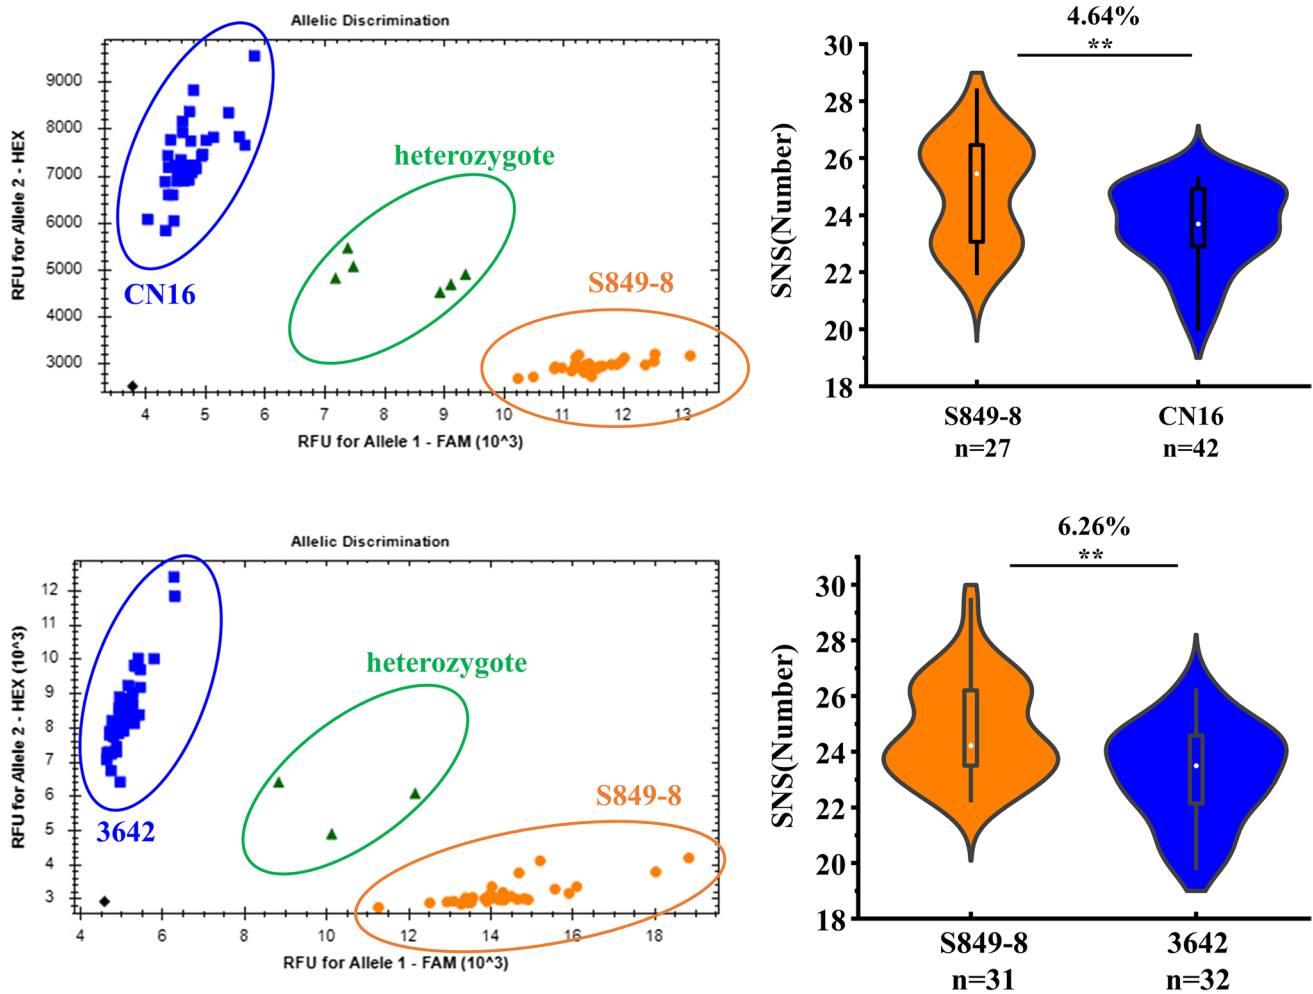 Allelic Discrimination
RFU for Allele 2 - HEX
9000
8000
7000
6000
5000
4000
3000
CN16
heterozygote
S849-8
4 5 6 7 8 9 10 11 12 13
RFU for Allele 1 - FAM (10^3)
4.64%
**
SNS(Number)
30
28
26
24
22
20
18
S849-8 CN16
n=27 n=42
Allelic Discrimination
RFU for Allele 2 - HEX (10^3)
12
11
10
9
8
7
6
5
4
3
3642
heterozygote
S849-8
4 6 8 10 12 14 16 18
RFU for Allele 1 - FAM (10^3)
6.26%
**
SNS(Number)
30
28
26
24
22
20
18
S849-8 3642
n=31 n=32